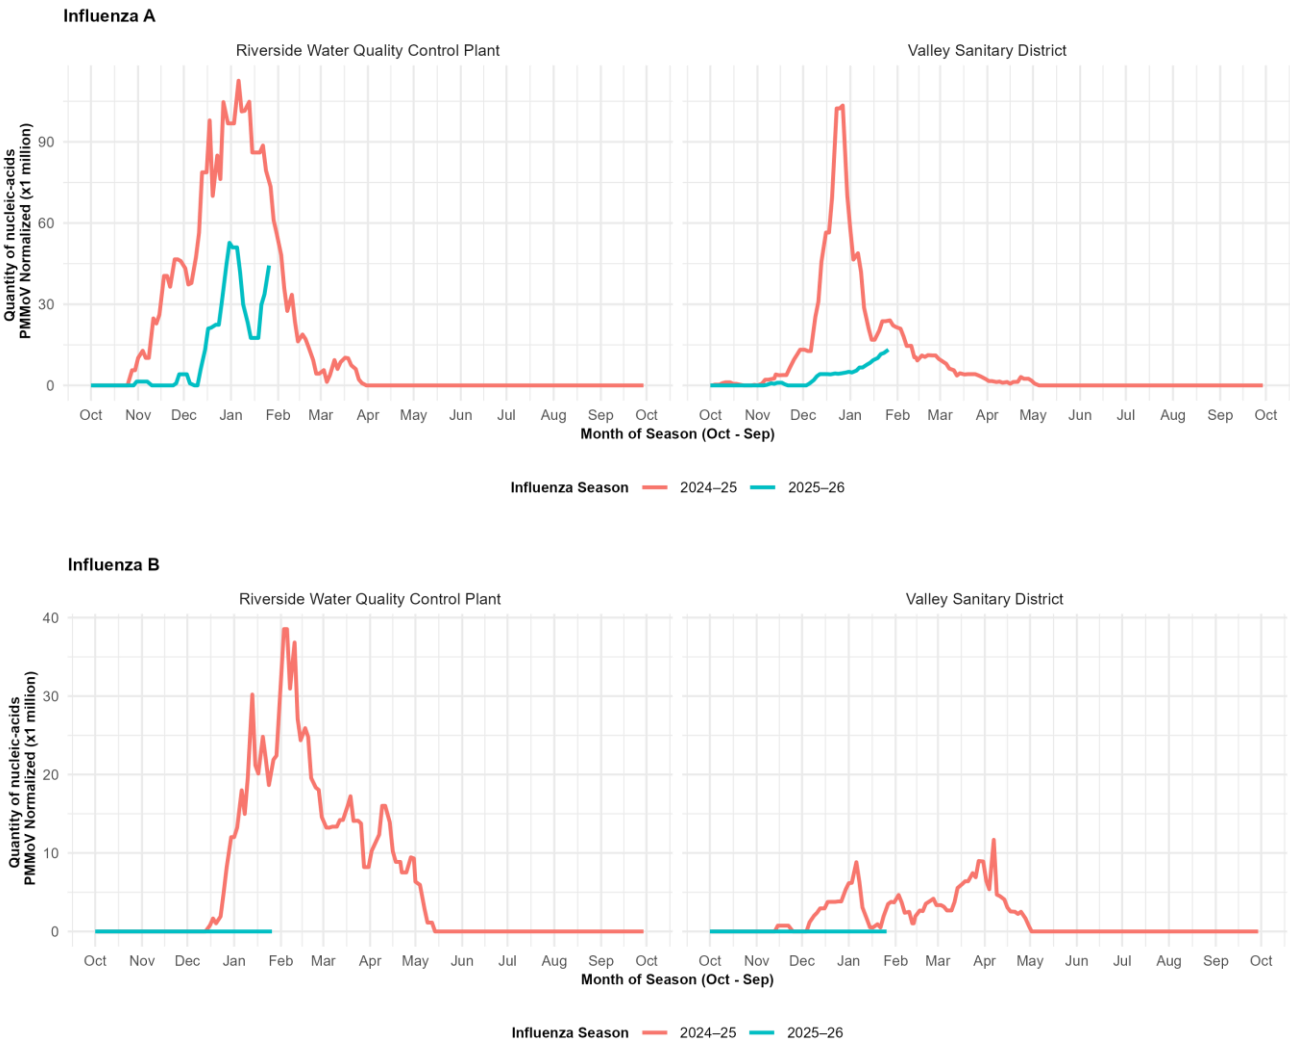 Influenza A
Riverside Water Quality Control Plant
Valley Sanitary District
Quantity of nucleic-acids
PMMoV Normalized (x1 million)
90
60
30
0
Oct Nov Dec Jan Feb Mar Apr May Jun Jul Aug Sep Oct
Oct Nov Dec Jan Feb Mar Apr May Jun Jul Aug Sep Oct
Month of Season (Oct - Sep)
Influenza Season 2024–25 2025–26
Influenza B
Riverside Water Quality Control Plant
Valley Sanitary District
Quantity of nucleic-acids
PMMoV Normalized (x1 million)
40
30
20
10
0
Oct Nov Dec Jan Feb Mar Apr May Jun Jul Aug Sep Oct
Oct Nov Dec Jan Feb Mar Apr May Jun Jul Aug Sep Oct
Month of Season (Oct - Sep)
Influenza Season 2024–25 2025–26